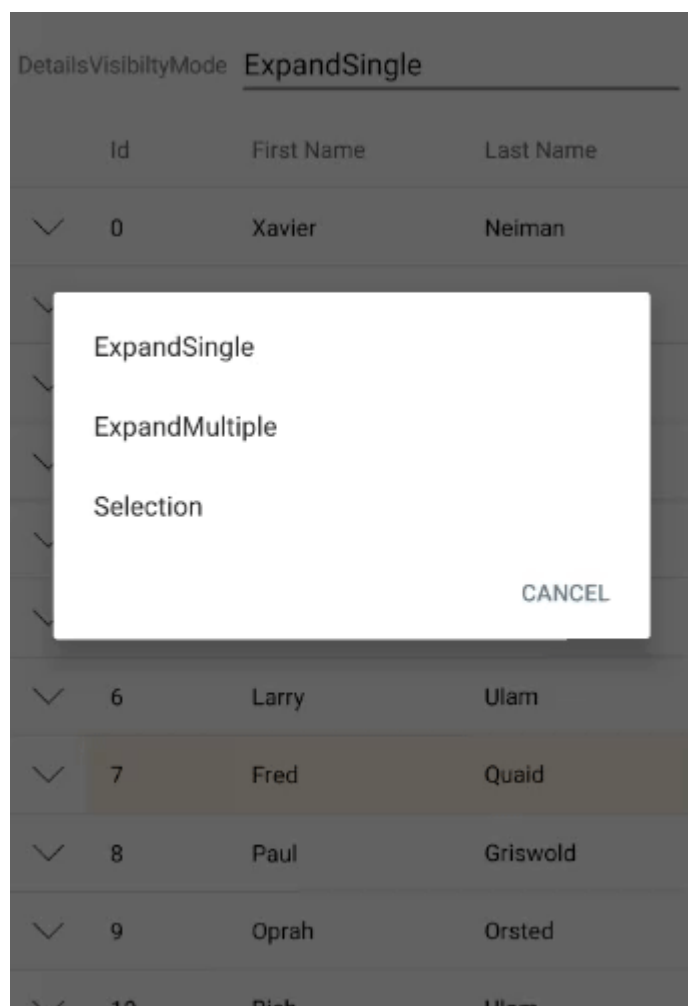 DetailsVisibiltyMode ExpandSingle
Id First Name Last Name
0 Xavier Neiman
ExpandSingle
ExpandMultiple
Selection
CANCEL
6 Larry Ulam
7 Fred Quaid
8 Paul Griswold
9 Oprah Orsted